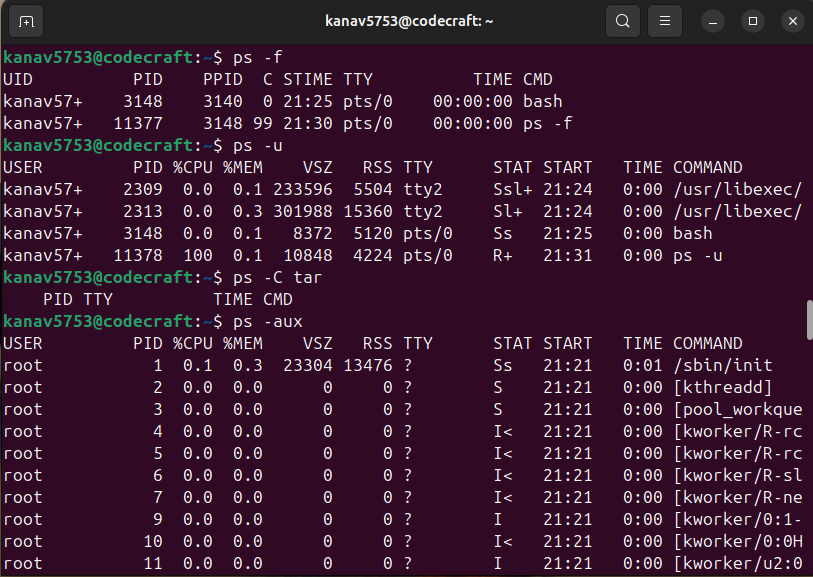 kanav5753@codecraft: ~
kanav5753@codecraft:~$ ps -f
UID          PID    PPID  C STIME TTY          TIME CMD
kanav57+    3148    3140  0 21:25 pts/0    00:00:00 bash
kanav57+   11377    3148 99 21:30 pts/0    00:00:00 ps -f
kanav5753@codecraft:~$ ps -u
USER         PID %CPU %MEM    VSZ   RSS TTY      STAT START   TIME COMMAND
kanav57+    2309  0.0  0.1 233596  5504 tty2     Ssl+ 21:24   0:00 /usr/libexec/
kanav57+    2313  0.0  0.3 301988 15360 tty2     Sl+  21:24   0:00 /usr/libexec/
kanav57+    3148  0.0  0.1   8372  5120 pts/0    Ss   21:25   0:00 bash
kanav57+   11378  100  0.1  10848  4224 pts/0    R+   21:31   0:00 ps -u
kanav5753@codecraft:~$ ps -C tar
    PID TTY          TIME CMD
kanav5753@codecraft:~$ ps -aux
USER         PID %CPU %MEM    VSZ   RSS TTY      STAT START   TIME COMMAND
root           1  0.1  0.3  23304 13476 ?        Ss   21:21   0:01 /sbin/init
root           2  0.0  0.0      0     0 ?        S    21:21   0:00 [kthreadd]
root           3  0.0  0.0      0     0 ?        S    21:21   0:00 [pool_workque
root           4  0.0  0.0      0     0 ?        I<   21:21   0:00 [kworker/R-rc
root           5  0.0  0.0      0     0 ?        I<   21:21   0:00 [kworker/R-rc
root           6  0.0  0.0      0     0 ?        I<   21:21   0:00 [kworker/R-sl
root           7  0.0  0.0      0     0 ?        I<   21:21   0:00 [kworker/R-ne
root           9  0.0  0.0      0     0 ?        I    21:21   0:00 [kworker/0:1-
root          10  0.0  0.0      0     0 ?        I<   21:21   0:00 [kworker/0:0H
root          11  0.0  0.0      0     0 ?        I    21:21   0:00 [kworker/u2:0